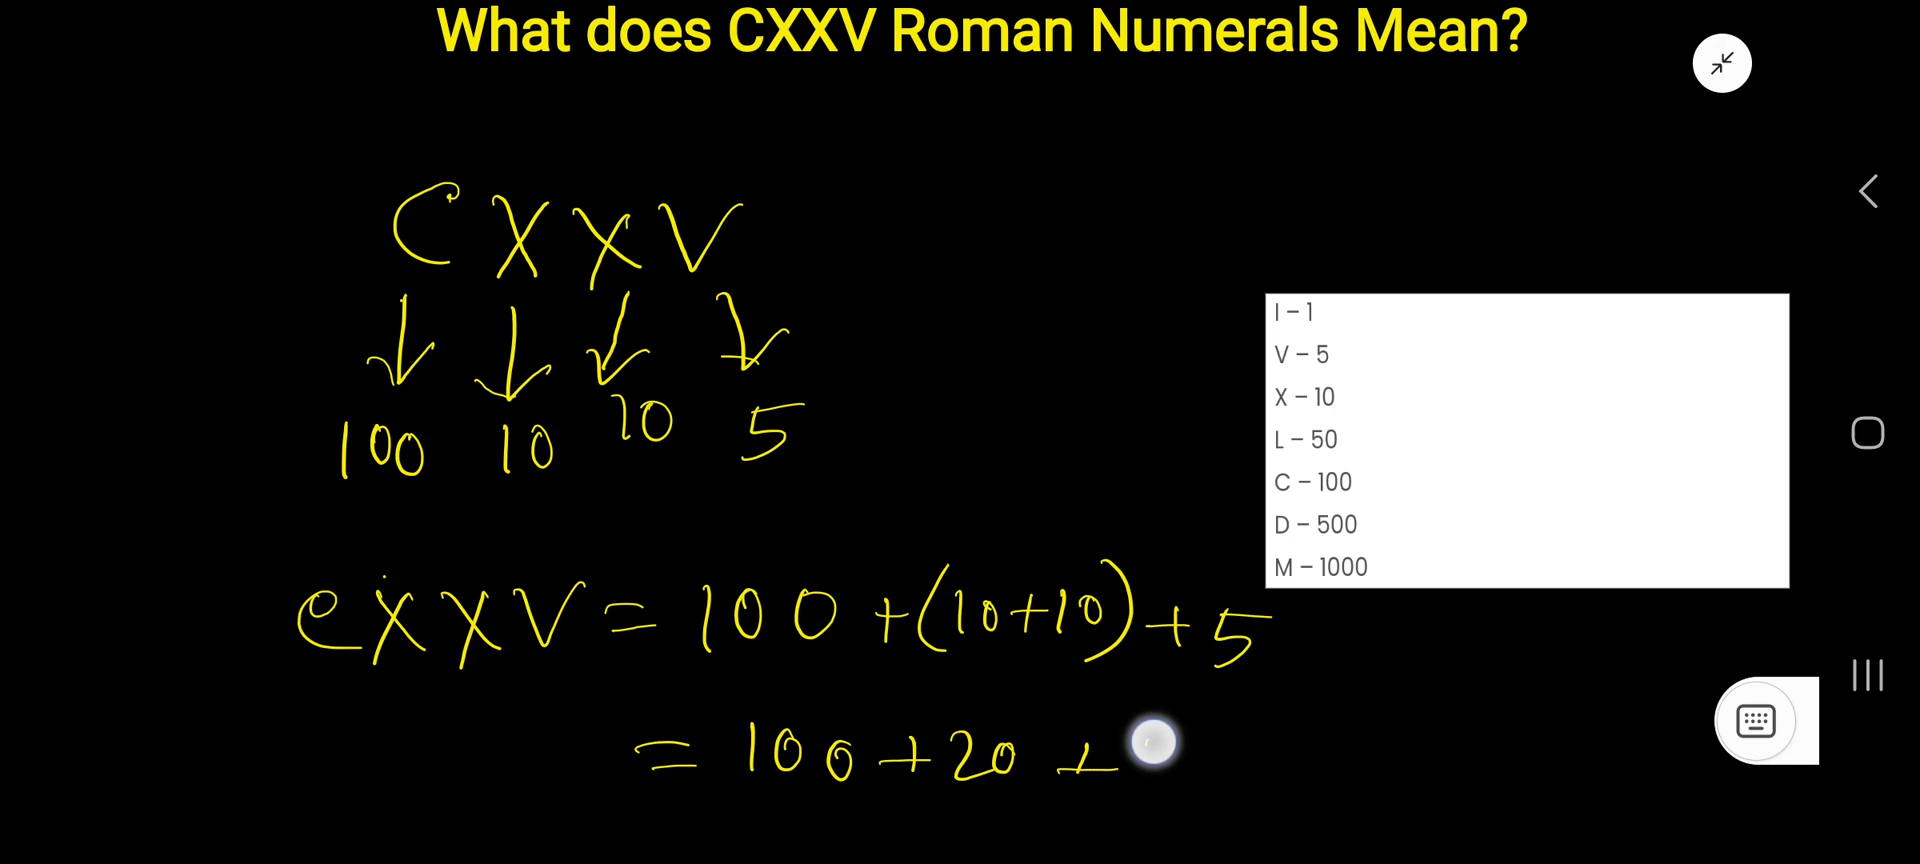 What does CXXV Roman Numerals Mean?
C X X V
100 10 10 5
I – 1
V – 5
X – 10
L – 50
C – 100
D – 500
M – 1000
CXXV = 100 + (10+10) + 5
= 100 + 20 +